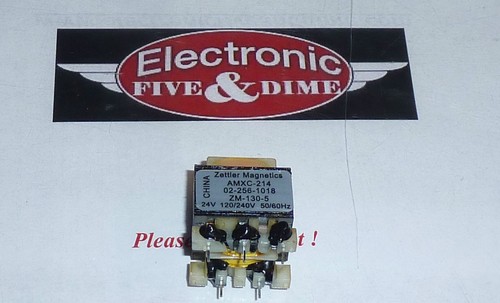 Electronic
FIVE & DIME
CHINA
Zettler Magnetics
AMXC-214
02-256-1018
ZM-130-5
24V 120/240V 50/60Hz
Please t !